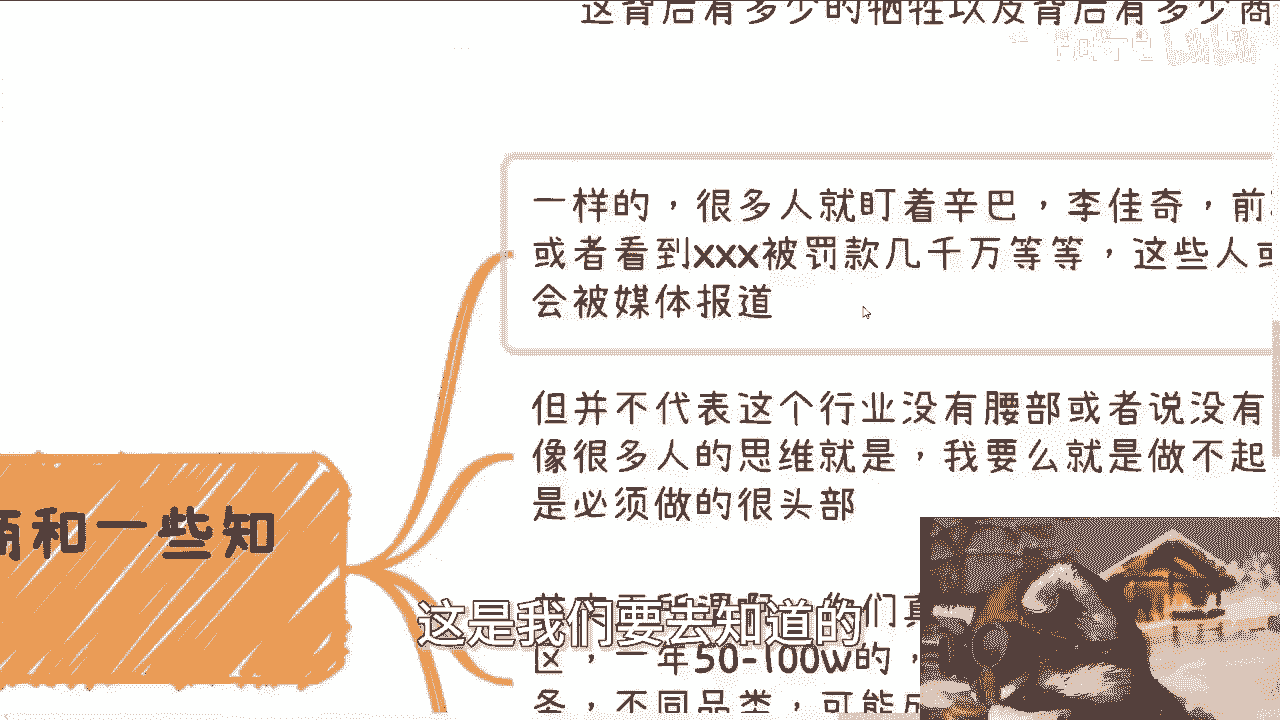 这背后有多少的牺牲以及背后有多少商
一样的，很多人就盯着辛巴，李佳奇，前
或者看到xxx被罚款几千万等等，这些人或
会被媒体报道
但并不代表这个行业没有腰部或者说没有
像很多人的思维就是，我要么就是做不起
是必须做的很头部
和一些知
们真
这是我们要去知道的
区，一年50-100w的，
务，不同品类，可能